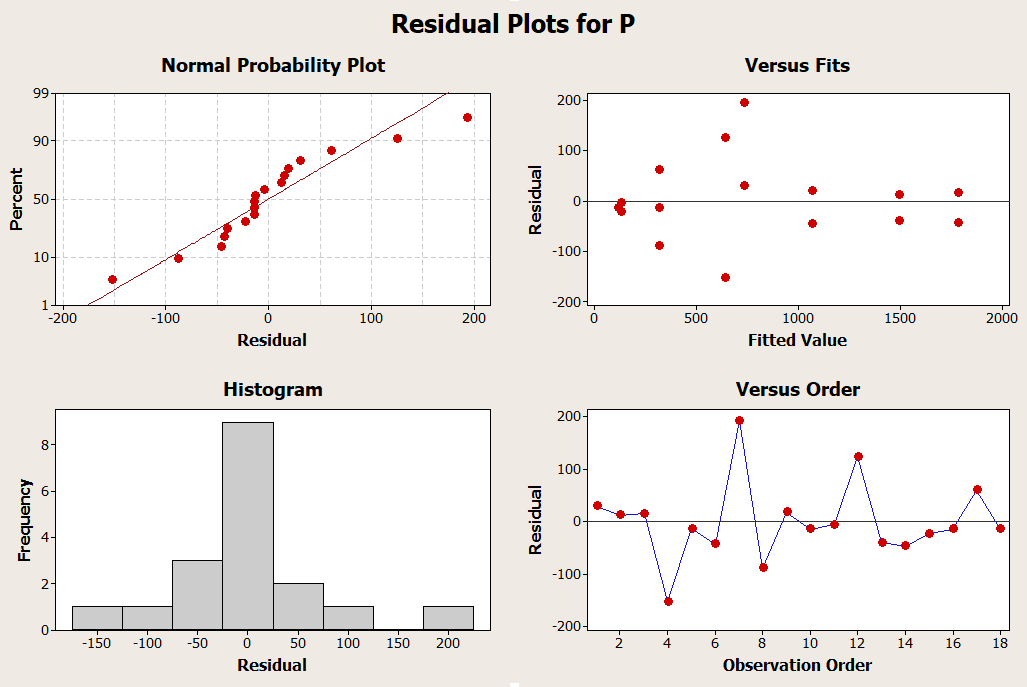 Residual Plots for P
Normal Probability Plot
99
90
50
10
1
Percent
-200 -100 0 100 200
Residual
Versus Fits
200
100
0
-100
-200
Residual
0 500 1000 1500 2000
Fitted Value
Histogram
8
6
4
2
0
Frequency
-150 -100 -50 0 50 100 150 200
Residual
Versus Order
200
100
0
-100
-200
Residual
2 4 6 8 10 12 14 16 18
Observation Order